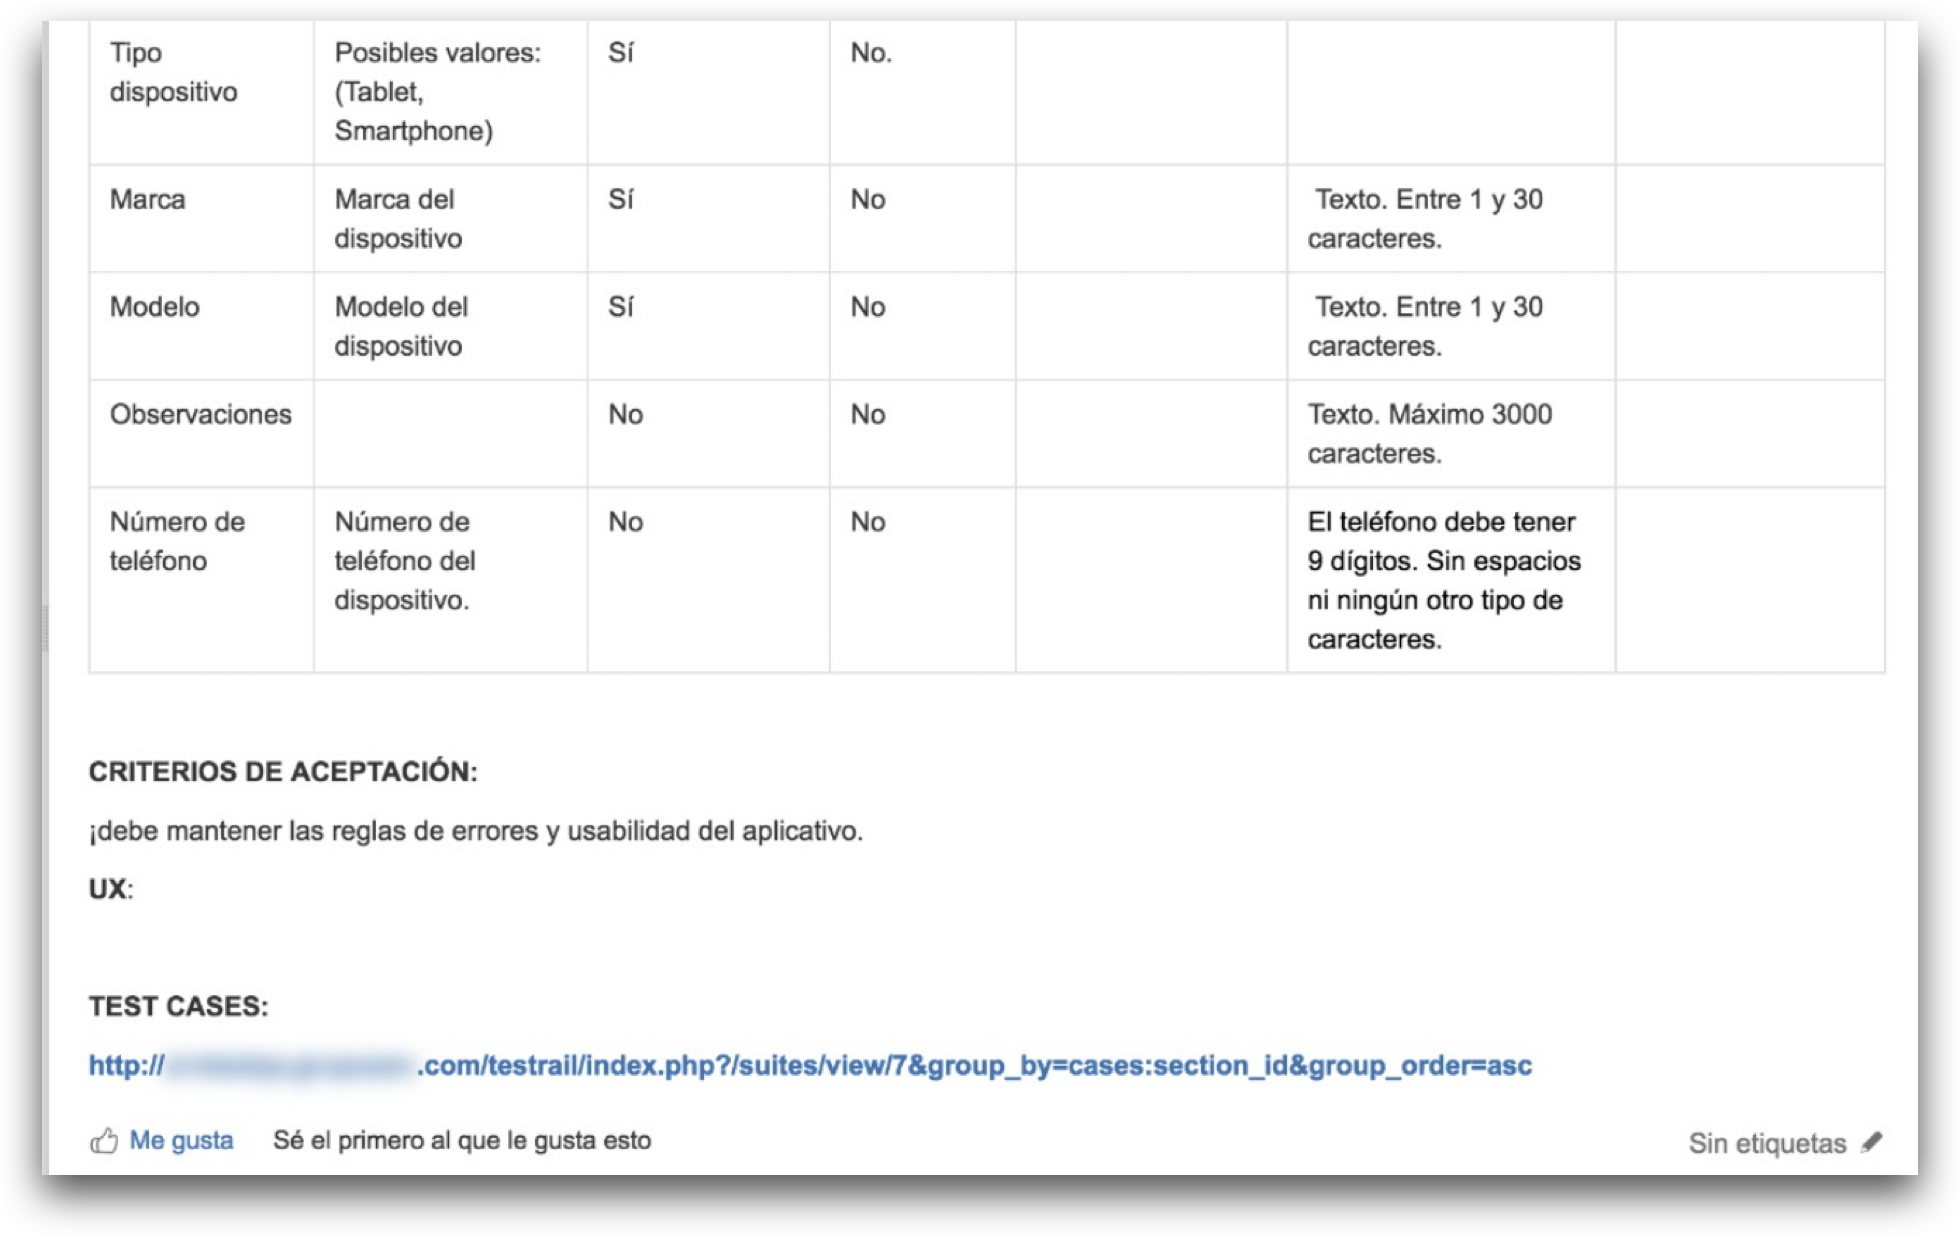 Tipo dispositivo Posibles valores: (Tablet, Smartphone) Sí No.
Marca Marca del dispositivo Sí No Texto. Entre 1 y 30 caracteres.
Modelo Modelo del dispositivo Sí No Texto. Entre 1 y 30 caracteres.
Observaciones No No Texto. Máximo 3000 caracteres.
Número de teléfono Número de teléfono del dispositivo. No No El teléfono debe tener 9 dígitos. Sin espacios ni ningún otro tipo de caracteres.
CRITERIOS DE ACEPTACIÓN:
¡debe mantener las reglas de errores y usabilidad del aplicativo.
UX:
TEST CASES:
http:// .com/testrail/index.php?/suites/view/7&group_by=cases:section_id&group_order=asc
Me gusta Sé el primero al que le gusta esto Sin etiquetas